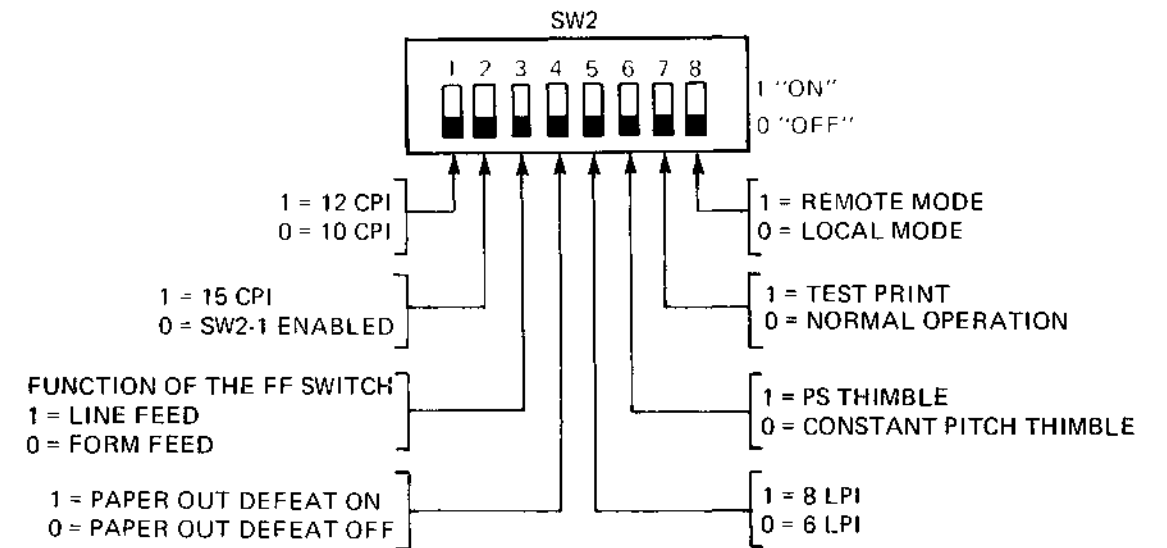 SW2
1 2 3 4 5 6 7 8
1 "ON"
0 "OFF"
1 = 12 CPI
0 = 10 CPI
1 = 15 CPI
0 = SW2-1 ENABLED
FUNCTION OF THE FF SWITCH
1 = LINE FEED
0 = FORM FEED
1 = PAPER OUT DEFEAT ON
0 = PAPER OUT DEFEAT OFF
1 = REMOTE MODE
0 = LOCAL MODE
1 = TEST PRINT
0 = NORMAL OPERATION
1 = PS THIMBLE
0 = CONSTANT PITCH THIMBLE
1 = 8 LPI
0 = 6 LPI